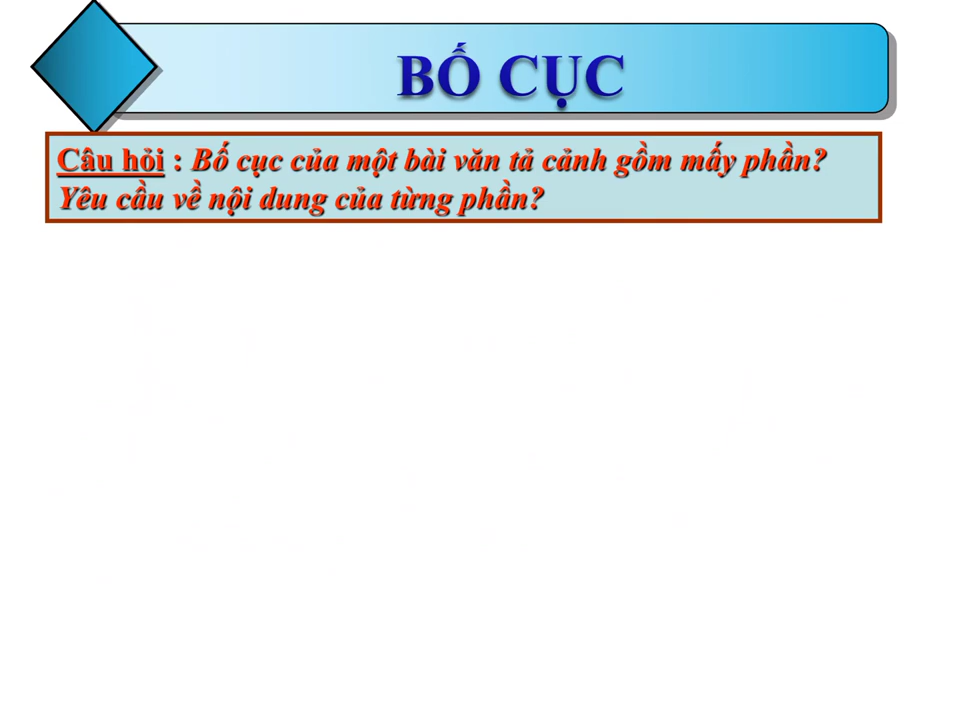 BỐ CỤC
Câu hỏi : Bố cục của một bài văn tả cảnh gồm mấy phần?
Yêu cầu về nội dung của từng phần?